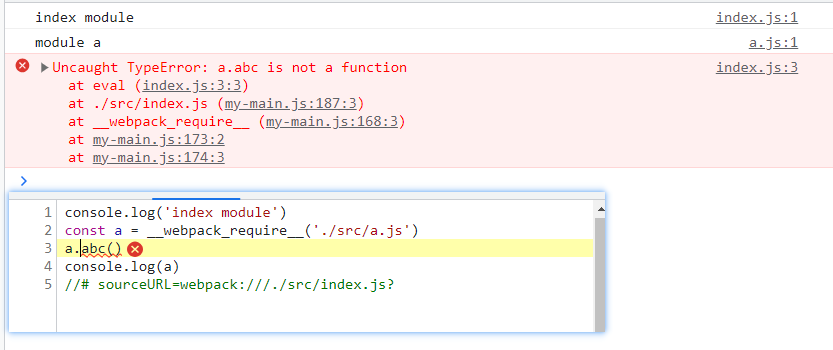 index module index.js:1
module a a.js:1
Uncaught TypeError: a.abc is not a function index.js:3
at eval (index.js:3:3)
at ./src/index.js (my-main.js:187:3)
at __webpack_require__ (my-main.js:168:3)
at my-main.js:173:2
at my-main.js:174:3
1 console.log('index module')
2 const a = __webpack_require__('./src/a.js')
3 a.abc()
4 console.log(a)
5 //# sourceURL=webpack:///./src/index.js?